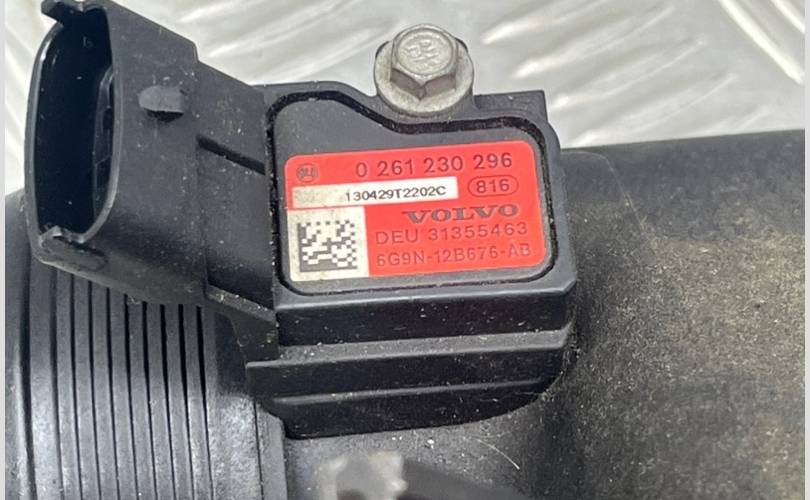 0 261 230 296
130429T2202C
816
VOLVO
DEU 31355463
6G9N-12B676-AB